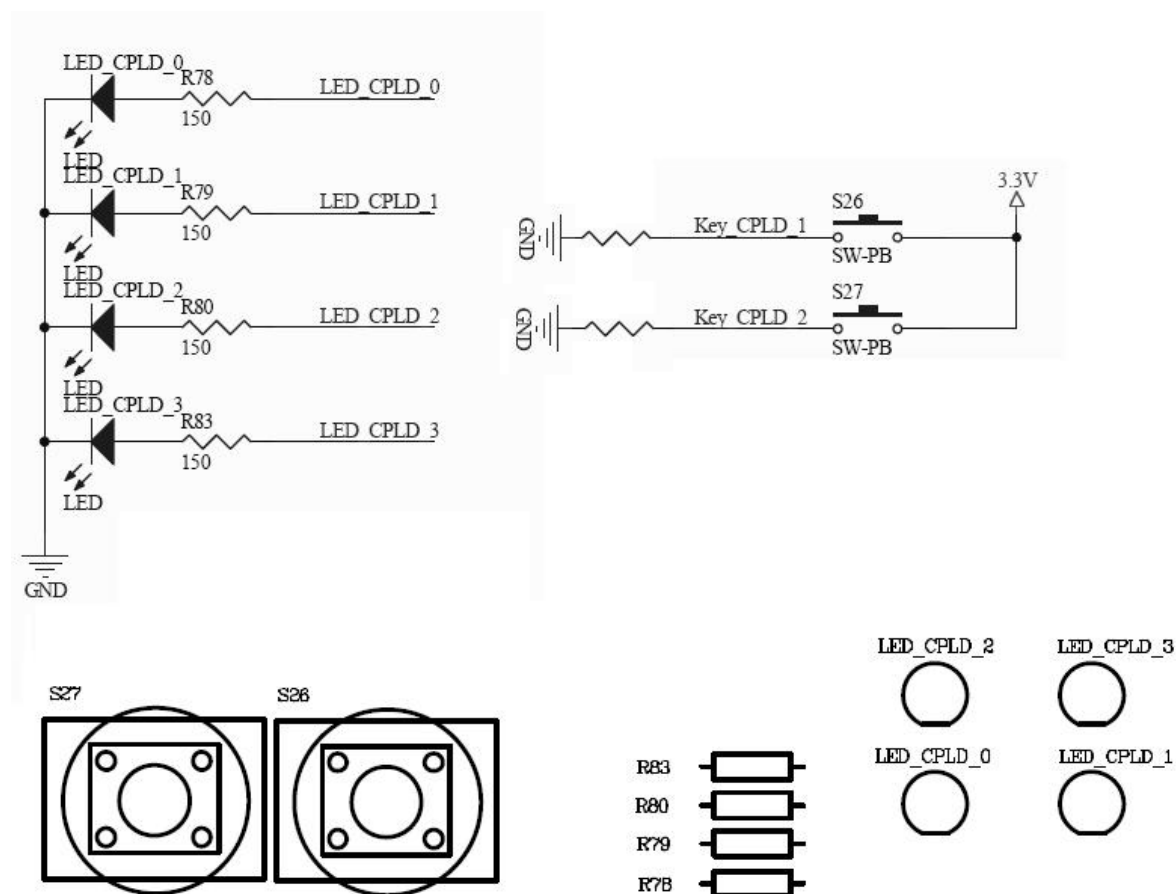 LED_CPLD_0
R78
LED_CPLD_0
150
LED
LED_CPLD_1
R79
LED_CPLD_1
150
LED
LED_CPLD_2
R80
LED_CPLD_2
150
LED
LED_CPLD_3
R83
LED_CPLD_3
150
LED
GND
3.3V
S26
GND
Key_CPLD_1
SW-PB
S27
GND
Key_CPLD_2
SW-PB
S27
S26
R83
R80
R79
R78
LED_CPLD_2
LED_CPLD_3
LED_CPLD_0
LED_CPLD_1